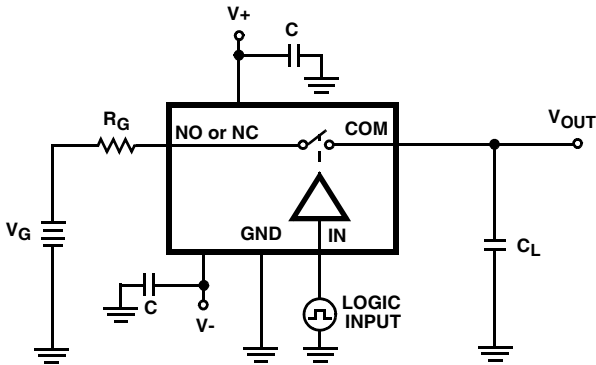 V+
C
RG
NO or NC
COM
VOUT
VG
GND
IN
CL
C
V-
LOGIC
INPUT